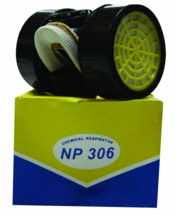 CHEMICAL RESPIRATOR
NP 306